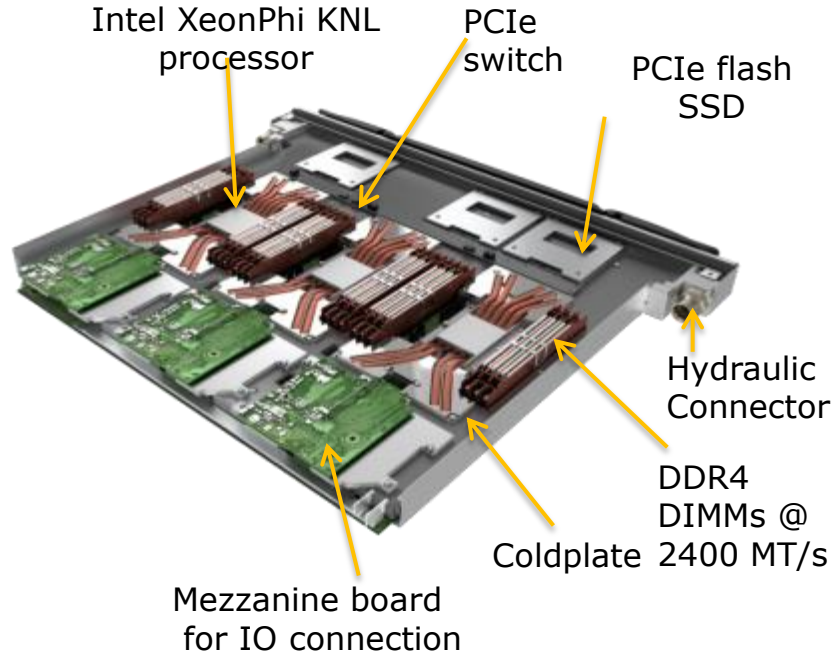 Intel XeonPhi KNL
processor
PCIe
switch
PCIe flash
SSD
Hydraulic
Connector
DDR4
DIMMs @
2400 MT/s
Coldplate
Mezzanine board
for IO connection